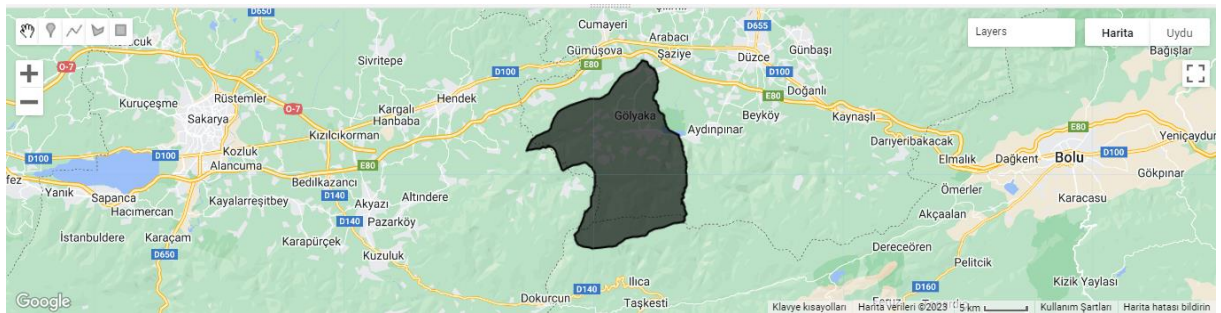 D650
Cumayeri
D655
Arabacı
Günbaşı
Layers
Harita
Uydu
Bağışlar
Gümüşova
Şaziye
Düzce
Sivritepe
O-7
D100
E80
D100
Rüstemler
Hendek
E80
Doğanlı
Kuruçeşme
O-7
Kargalı
Hanbaba
Gölyaka
Beyköy
Kaynaşlı
Sakarya
Kızılcıkorman
Aydınpınar
E80
Yeniçağa
D100
D100
Kozluk
Darıyeribakacak
Elmalık
Dağkent
Bolu
D100
Alancuma
E80
Yanık
Sapanca
Bedilkazancı
Gökpınar
Hacımercan
Kayalarreşitbey
D140
Altındere
Ömerler
Karacasu
Akyazı
D140
Pazarköy
Akçaalan
İstanbuldere
Karaçam
Karapürçek
Dereceören
D650
Kuzuluk
Pelitcik
Ilıca
Kizik Yaylası
Dokurcun
D140
Taşkesti
D160
Google
Klavye kısayolları
Harita verileri ©2023
5 km
Kullanım Şartları
Harita hatası bildirin